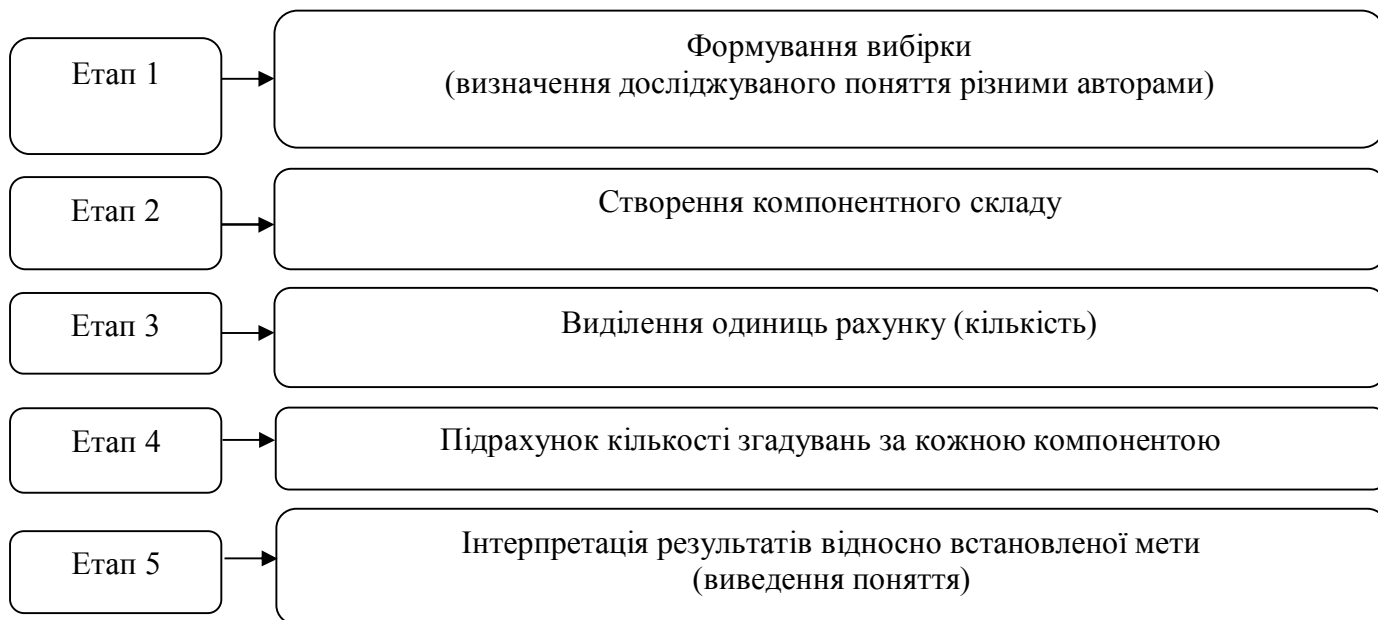 Етап 1
Формування вибірки
(визначення досліджуваного поняття різними авторами)
Етап 2
Створення компонентного складу
Етап 3
Виділення одиниць рахунку (кількість)
Етап 4
Підрахунок кількості згадувань за кожною компонентою
Етап 5
Інтерпретація результатів відносно встановленої мети
(виведення поняття)